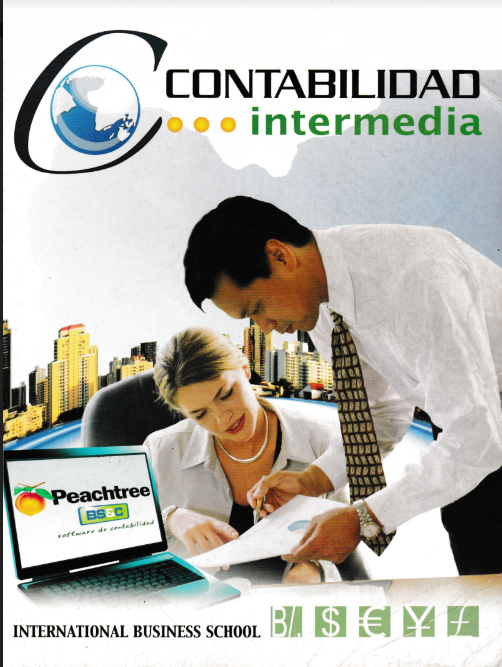 CONTABILIDAD
intermedia
Peachtree
BS&C
software de contabilidad
INTERNATIONAL BUSINESS SCHOOL B/. $ € ¥ ƒ